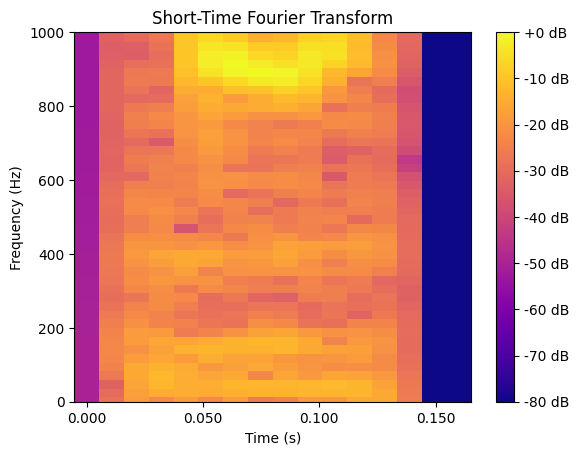 Short-Time Fourier Transform
1000
800
600
400
200
0
Frequency (Hz)
0.000
0.050
0.100
0.150
Time (s)
+0 dB
-10 dB
-20 dB
-30 dB
-40 dB
-50 dB
-60 dB
-70 dB
-80 dB